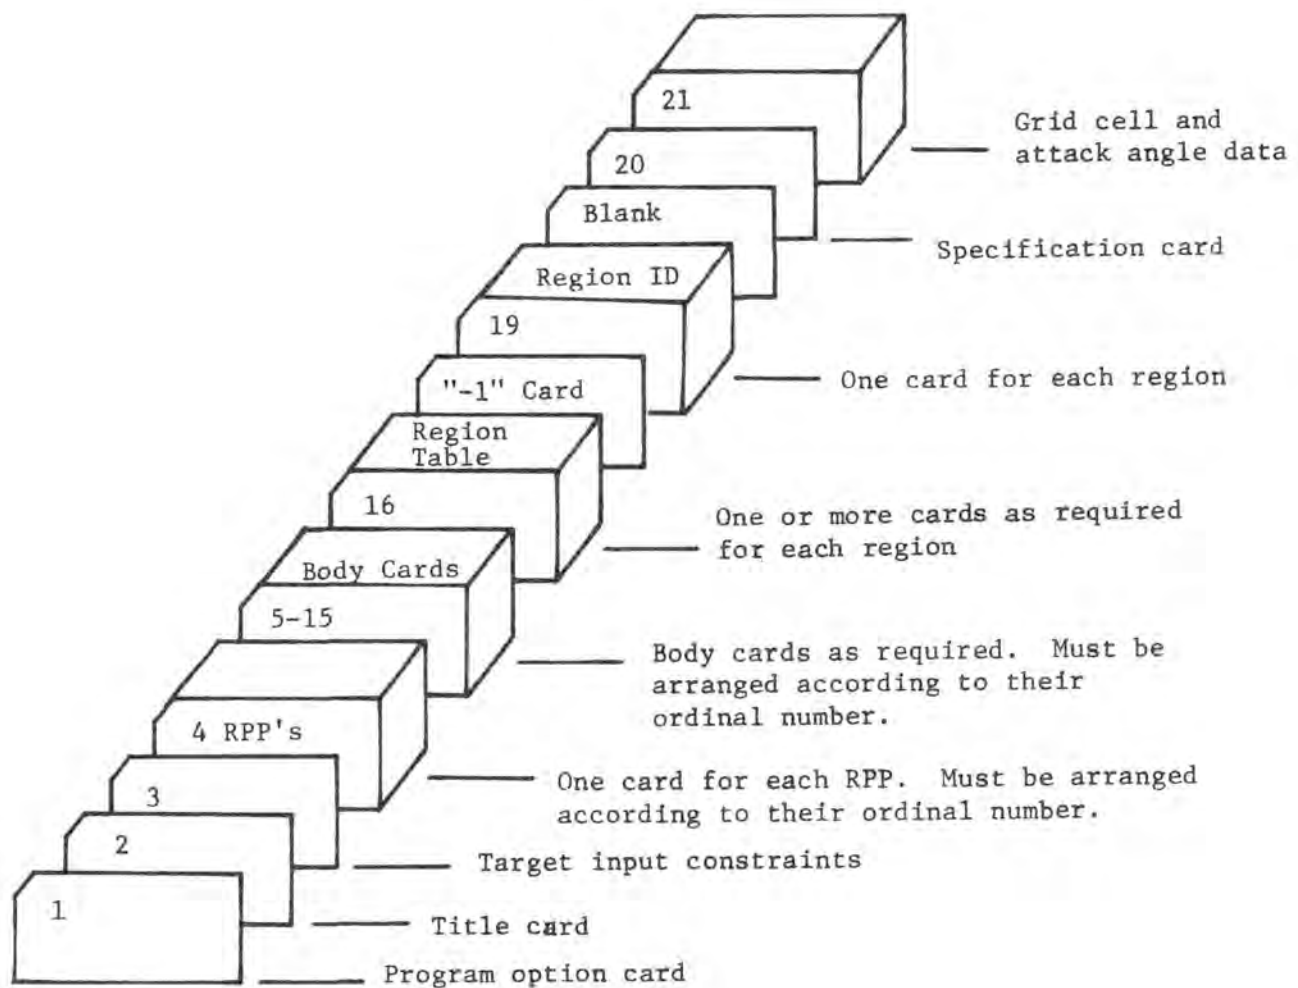 21
Grid cell and
attack angle data
20
Blank
Specification card
Region ID
19
One card for each region
"-1" Card
Region
Table
16
One or more cards as required
for each region
Body Cards
5-15
Body cards as required. Must be
arranged according to their
ordinal number.
4 RPP's
One card for each RPP. Must be arranged
according to their ordinal number.
3
2
Target input constraints
1
Title card
Program option card